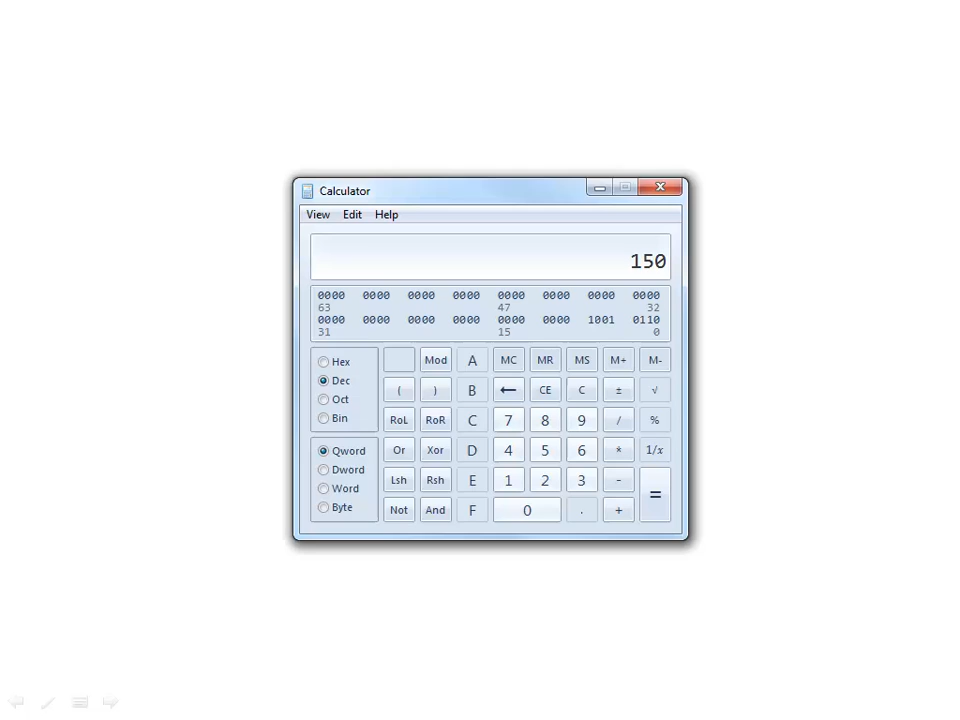 Calculator
View Edit Help
150
0000 0000 0000 0000 0000 0000 0000 0000
63 47 32
0000 0000 0000 0000 0000 0000 1001 0110
31 15 0
Hex Mod A MC MR MS M+ M-
Dec ( ) B ← CE C ± √
Oct RoL RoR C 7 8 9 / %
Bin
Qword Or Xor D 4 5 6 * 1/x
Dword Lsh Rsh E 1 2 3 - =
Word
Byte Not And F 0 . +